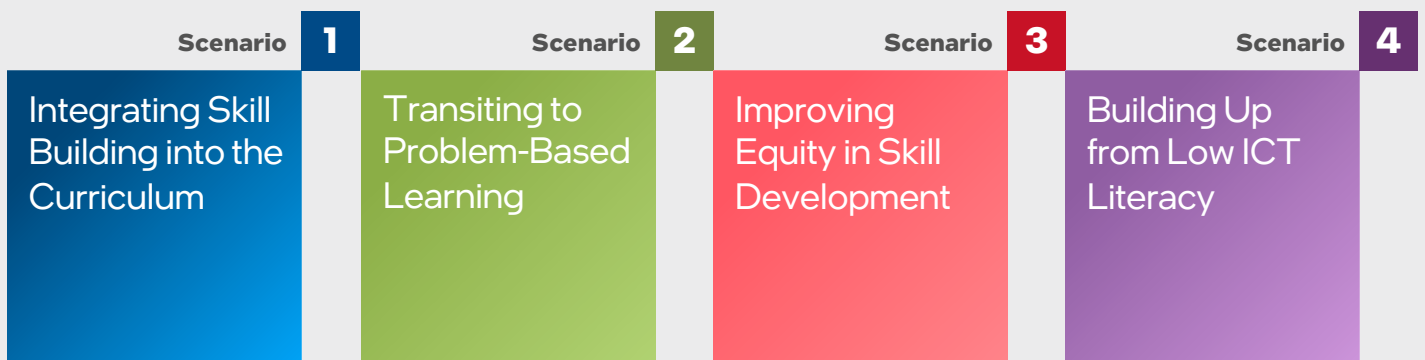 Scenario 1
Integrating Skill
Building into the
Curriculum
Scenario 2
Transiting to
Problem-Based
Learning
Scenario 3
Improving
Equity in Skill
Development
Scenario 4
Building Up
from Low ICT
Literacy